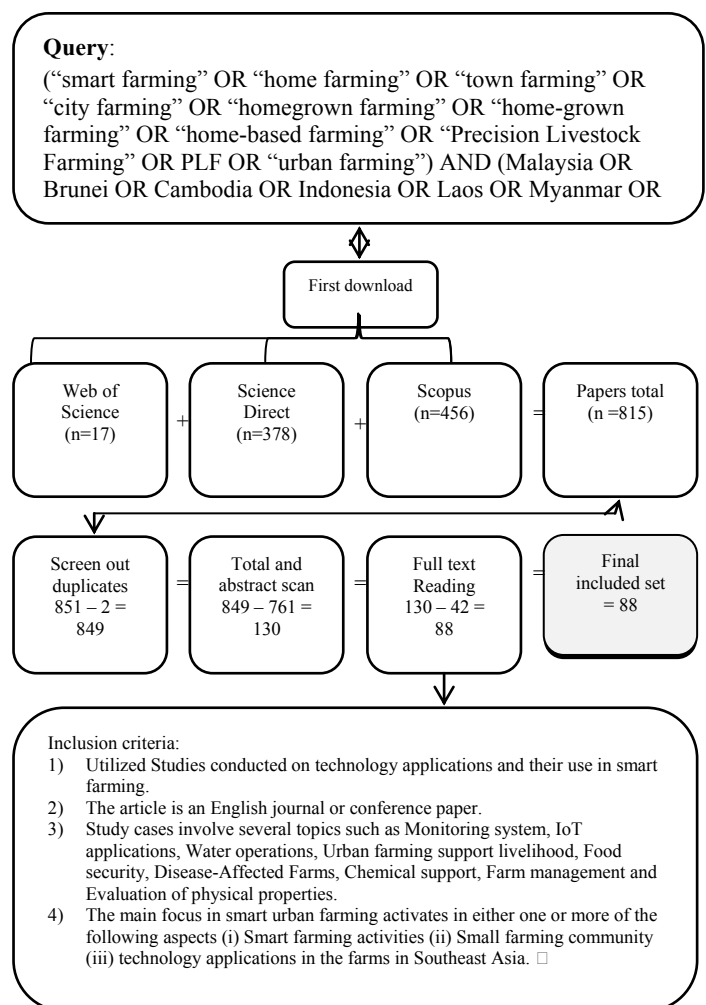 Query:
(“smart farming” OR “home farming” OR “town farming” OR
“city farming” OR “homegrown farming” OR “home-grown
farming” OR “home-based farming” OR “Precision Livestock
Farming” OR PLF OR “urban farming”) AND (Malaysia OR
Brunei OR Cambodia OR Indonesia OR Laos OR Myanmar OR
First download
Web of
Science
(n=17)
+
Science
Direct
(n=378)
+
Scopus
(n=456)
=
Papers total
(n =815)
Screen out
duplicates
851 – 2 =
849
=
Total and
abstract scan
849 – 761 =
130
=
Full text
Reading
130 – 42 =
88
=
Final
included set
= 88
Inclusion criteria:
1) Utilized Studies conducted on technology applications and their use in smart
farming.
2) The article is an English journal or conference paper.
3) Study cases involve several topics such as Monitoring system, IoT
applications, Water operations, Urban farming support livelihood, Food
security, Disease-Affected Farms, Chemical support, Farm management and
Evaluation of physical properties.
4) The main focus in smart urban farming activates in either one or more of the
following aspects (i) Smart farming activities (ii) Small farming community
(iii) technology applications in the farms in Southeast Asia. □